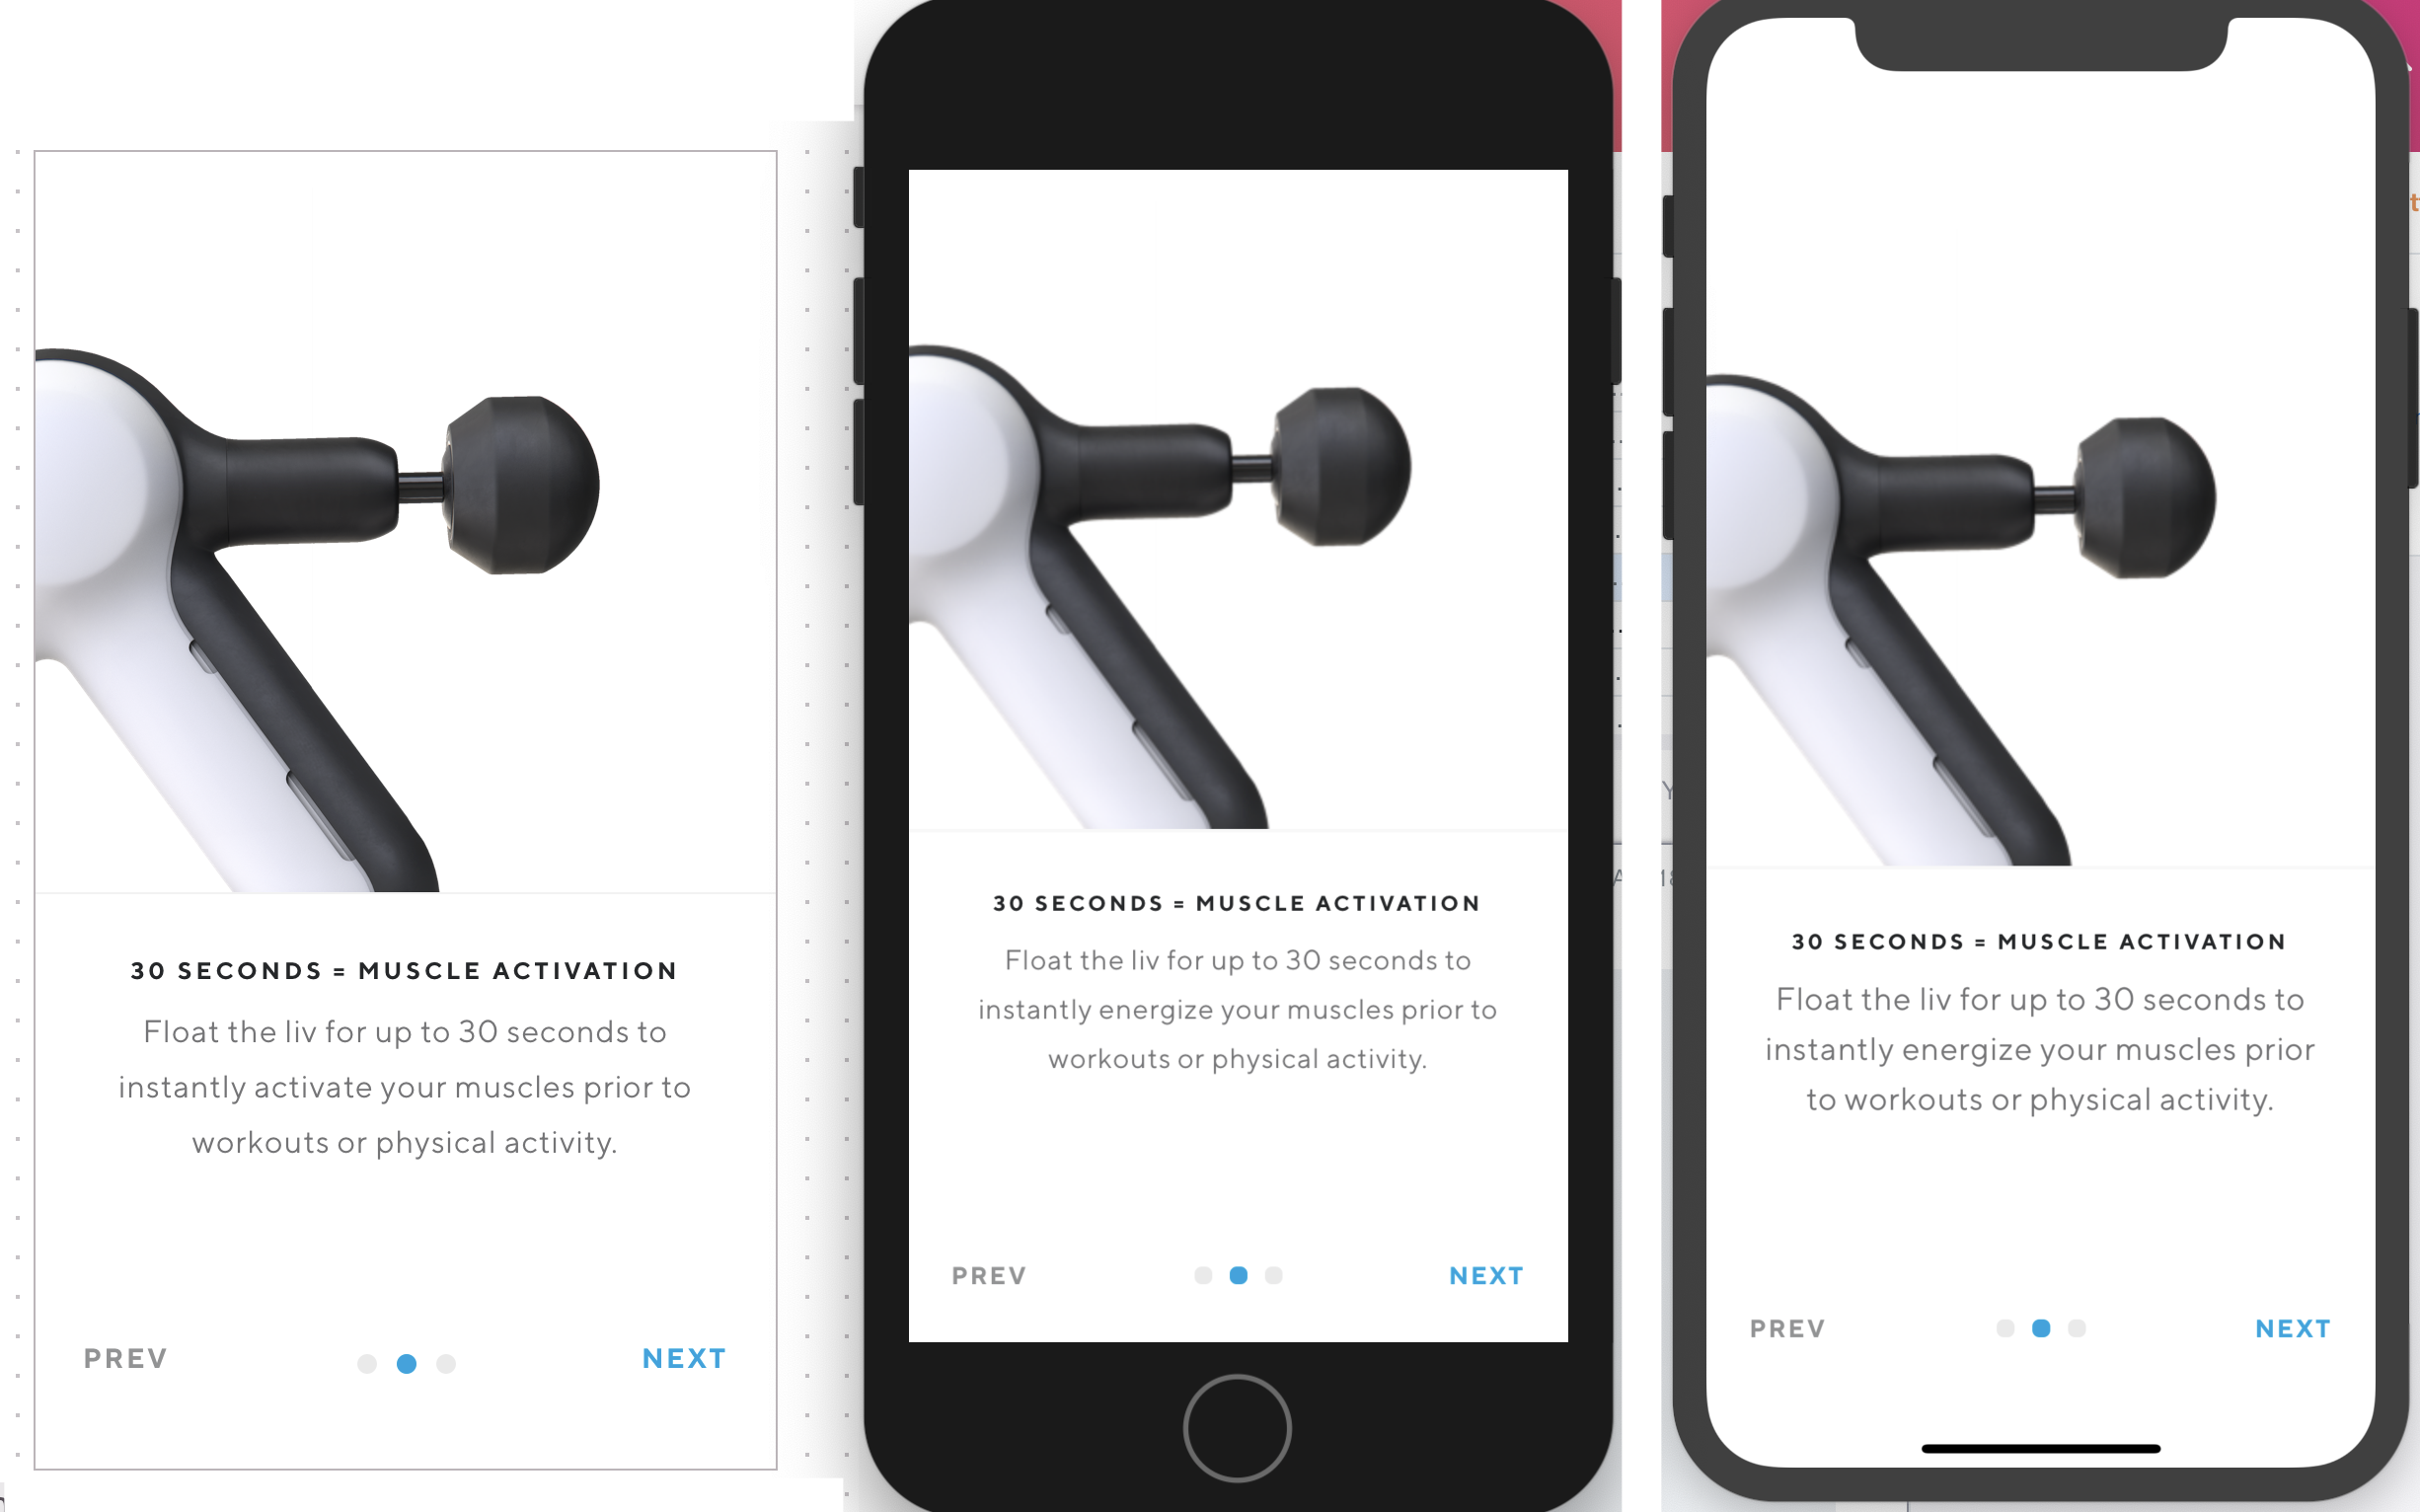 30 SECONDS = MUSCLE ACTIVATION
Float the liv for up to 30 seconds to
instantly activate your muscles prior to
workouts or physical activity.
PREV
NEXT
30 SECONDS = MUSCLE ACTIVATION
Float the liv for up to 30 seconds to
instantly energize your muscles prior to
workouts or physical activity.
PREV
NEXT
30 SECONDS = MUSCLE ACTIVATION
Float the liv for up to 30 seconds to
instantly energize your muscles prior
to workouts or physical activity.
PREV
NEXT